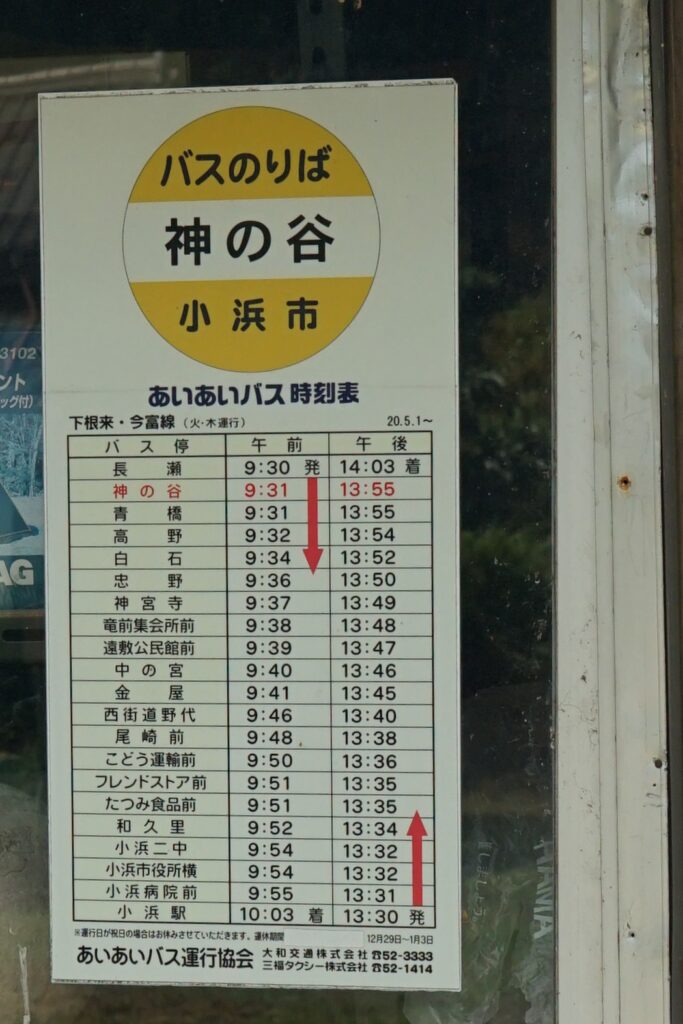 バスのりば
神の谷
小浜市
あいあいバス時刻表
下根来・今富線（火・木運行） 20.5.1～
バス停 午前 午後
長瀬 9:30 発 14:03 着
神の谷 9:31 13:55
青橋 9:31 13:55
高野 9:32 13:54
白石 9:34 13:52
忠野 9:36 13:50
神宮寺 9:37 13:49
竜前集会所前 9:38 13:48
遠敷公民館前 9:39 13:47
中の宮 9:40 13:46
金屋 9:41 13:45
西街道野代 9:46 13:40
尾崎前 9:48 13:38
こどう運輸前 9:50 13:36
フレンドストア前 9:51 13:35
たつみ食品前 9:51 13:35
和久里 9:52 13:34
小浜二中 9:54 13:32
小浜市役所横 9:54 13:32
小浜病院前 9:55 13:31
小浜駅 10:03 着 13:30 発
※運行日が祝日の場合はお休みさせていただきます。運休期間 12月29日～1月3日
あいあいバス運行協会 大和交通株式会社 ☎52-3333
三福タクシー株式会社 ☎52-1414
3102
ント
ッグ付)
AG